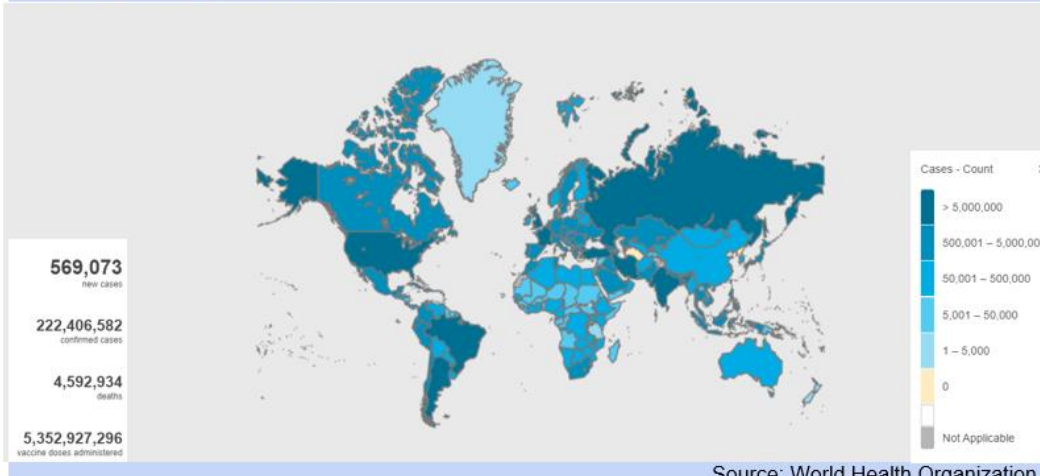 569,073
new cases
222,406,582
confirmed cases
4,592,934
deaths
5,352,927,296
vaccine doses administered
Cases - Count
> 5,000,000
500,001 – 5,000,00
50,001 – 500,000
5,001 – 50,000
1 – 5,000
0
Not Applicable
Source: World Health Organization